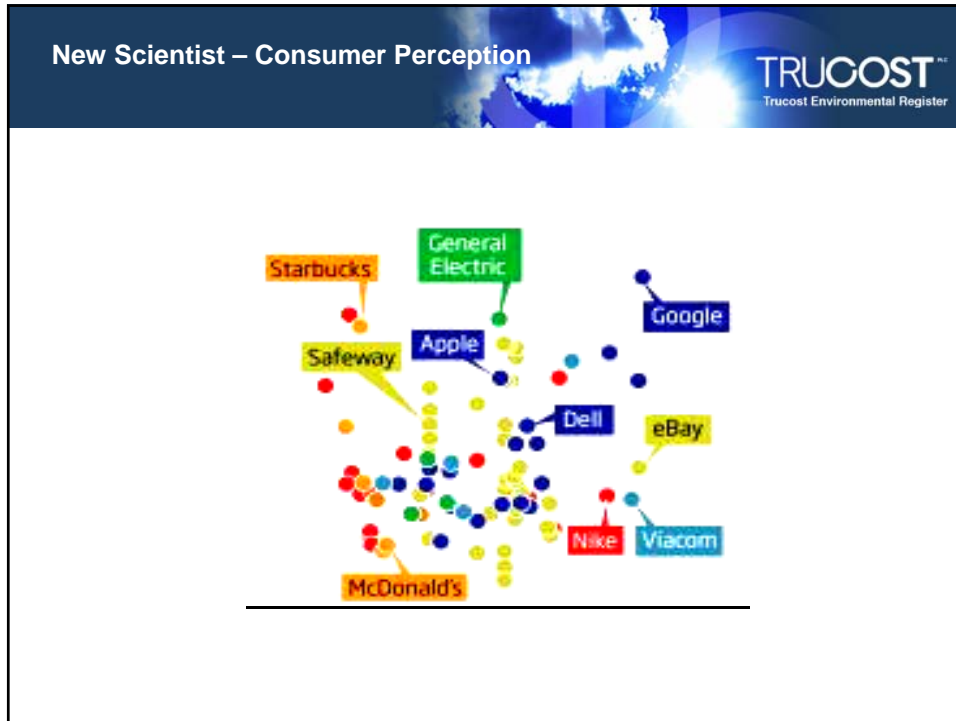 New Scientist – Consumer Perception
TRUCOST PLC
Trucost Environmental Register
General
Electric
Starbucks
Google
Apple
Safeway
Dell
eBay
Nike
Viacom
McDonald's